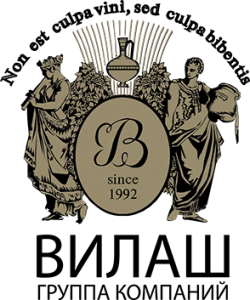 Non est culpa vini, sed culpa bibentis
B
since
1992
ВИЛАШ
ГРУППА КОМПАНИЙ